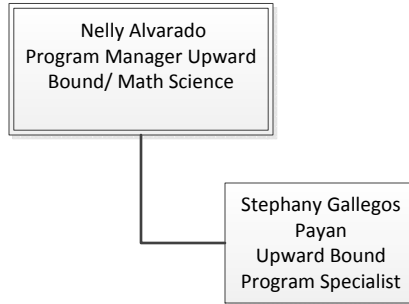 Nelly Alvarado
Program Manager Upward
Bound/ Math Science
Stephany Gallegos
Payan
Upward Bound
Program Specialist